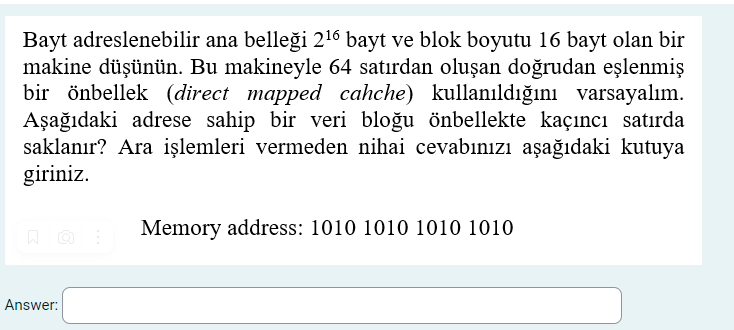 Bayt adreslenebilir ana belleği 2¹⁶ bayt ve blok boyutu 16 bayt olan bir
makine düşünün. Bu makineyle 64 satırdan oluşan doğrudan eşlenmiş
bir önbellek (direct mapped cahche) kullanıldığını varsayalım.
Aşağıdaki adrese sahip bir veri bloğu önbellekte kaçıncı satırda
saklanır? Ara işlemleri vermeden nihai cevabınızı aşağıdaki kutuya
giriniz.
Memory address: 1010 1010 1010 1010
Answer: